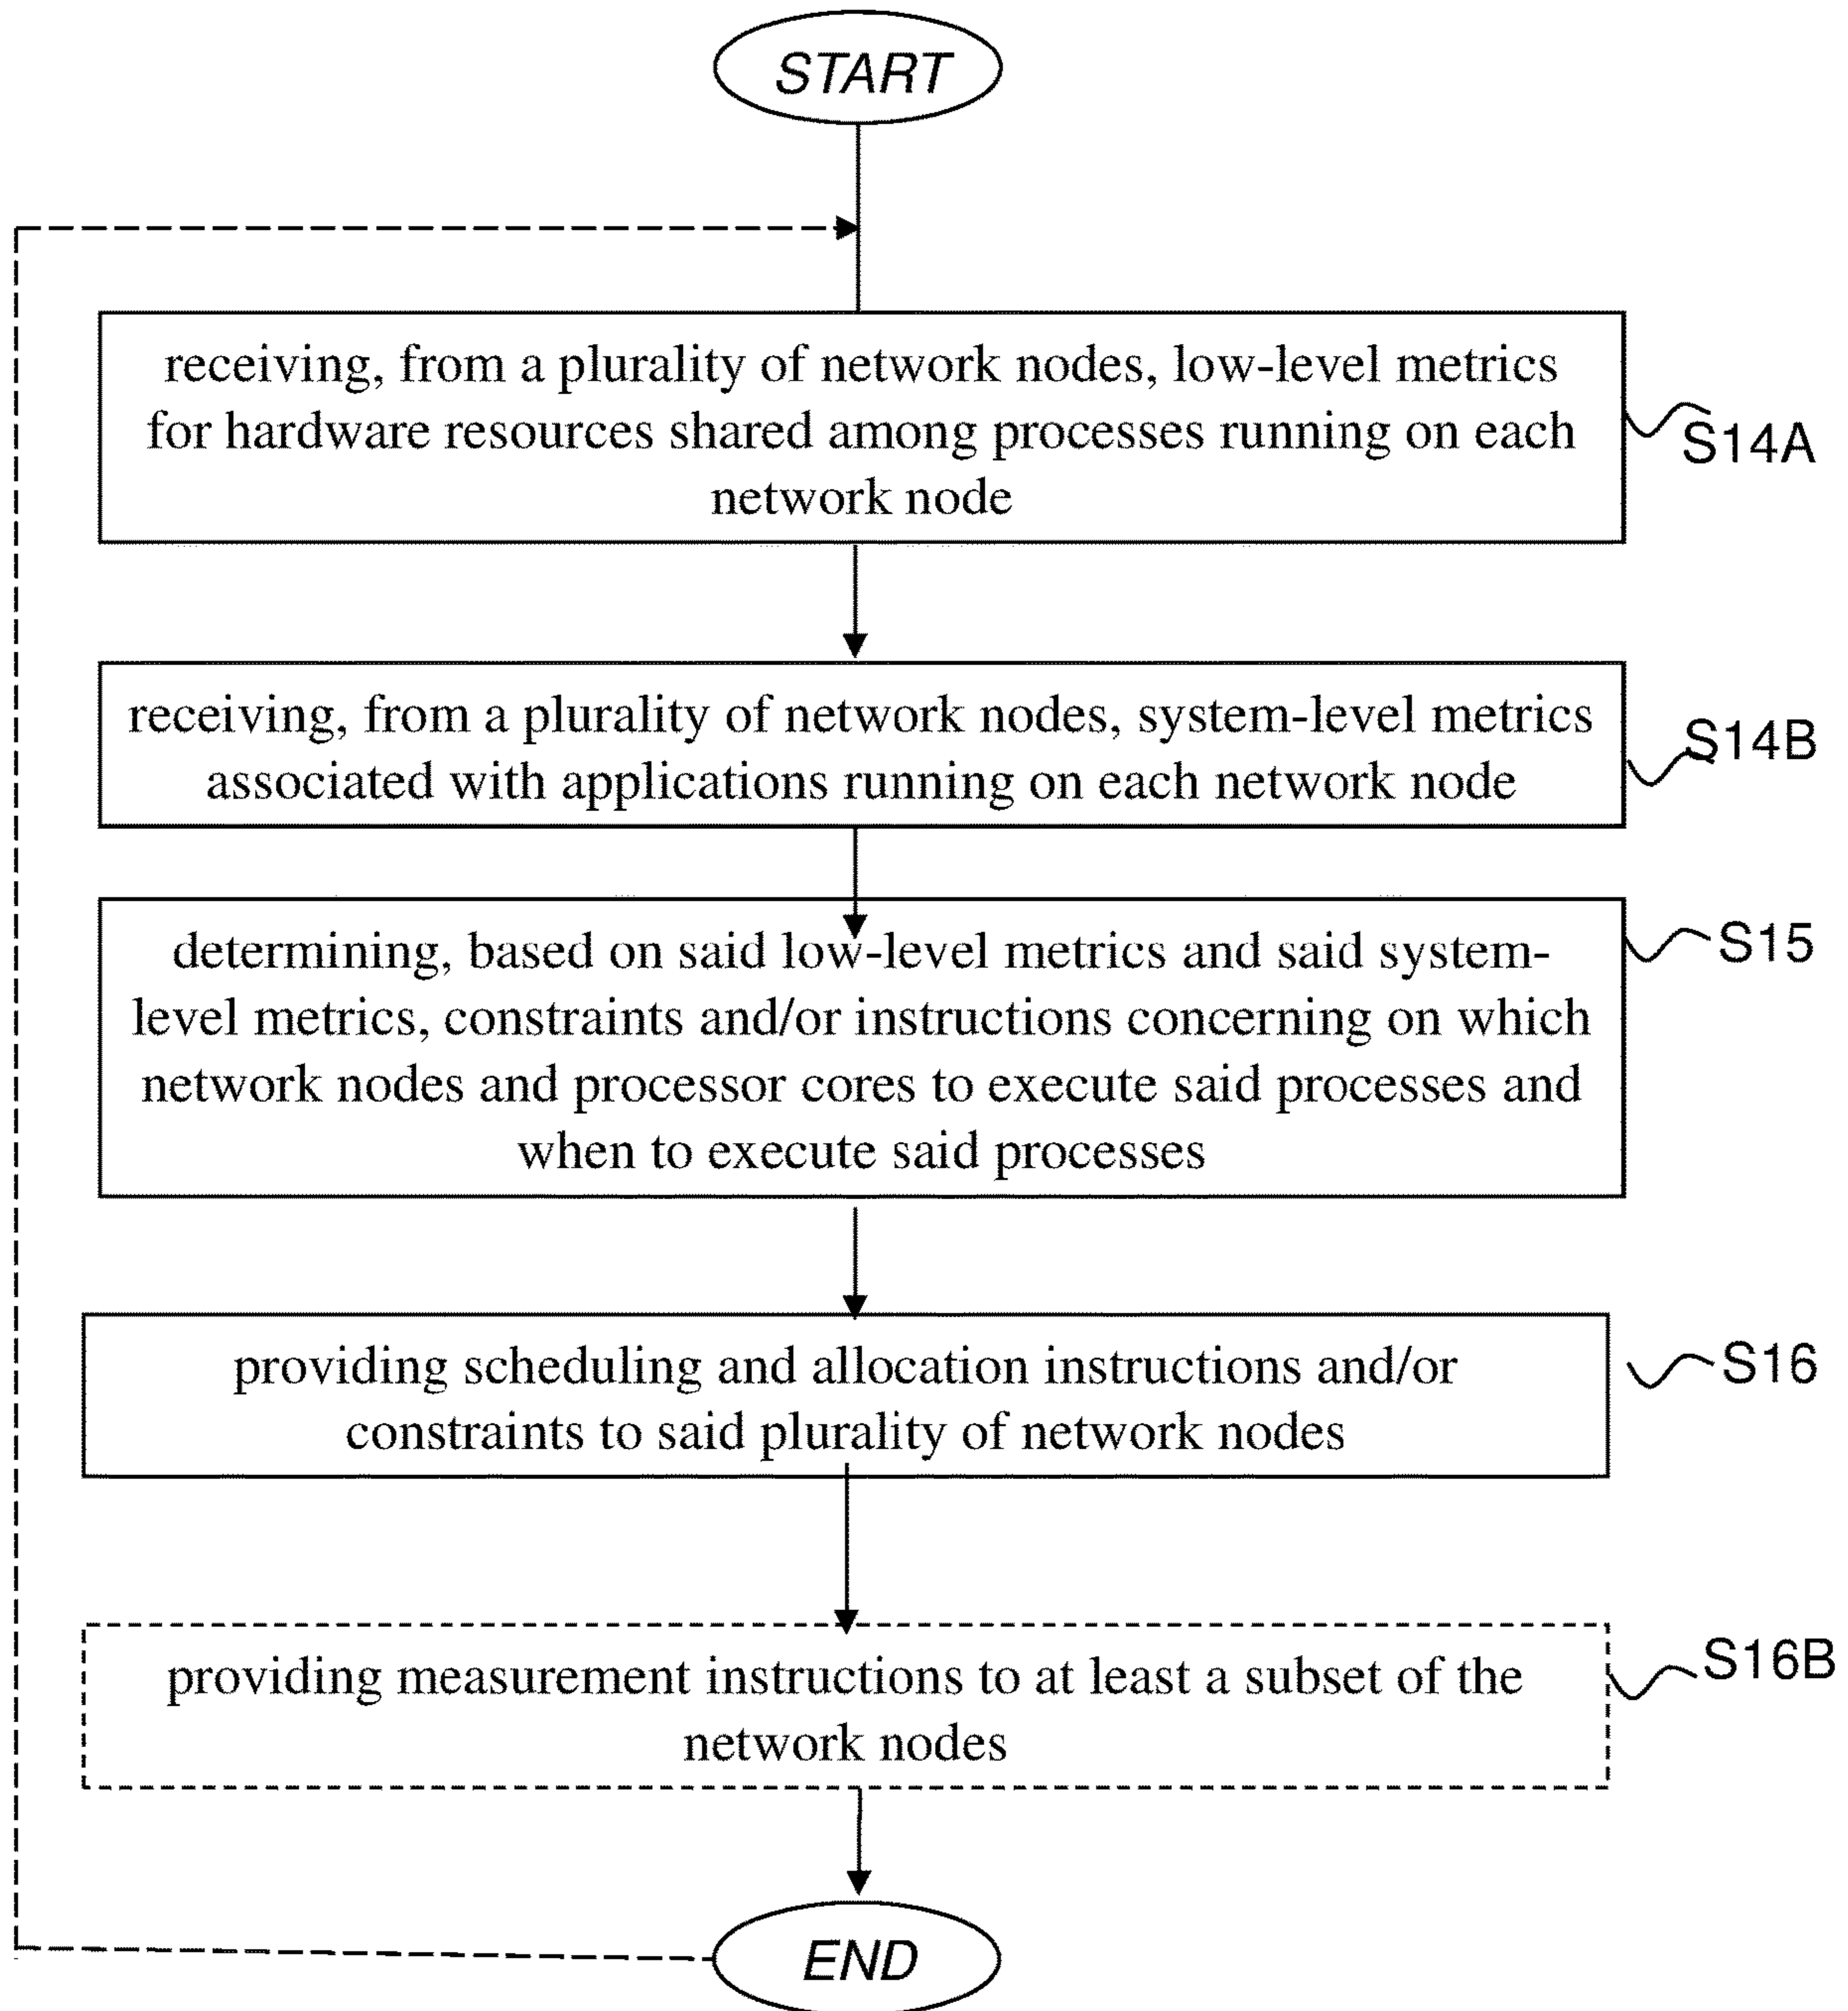 START
receiving, from a plurality of network nodes, low-level metrics
for hardware resources shared among processes running on each
network node
S14A
receiving, from a plurality of network nodes, system-level metrics
associated with applications running on each network node
S14B
determining, based on said low-level metrics and said system-
level metrics, constraints and/or instructions concerning on which
network nodes and processor cores to execute said processes and
when to execute said processes
S15
providing scheduling and allocation instructions and/or
constraints to said plurality of network nodes
S16
providing measurement instructions to at least a subset of the
network nodes
S16B
END